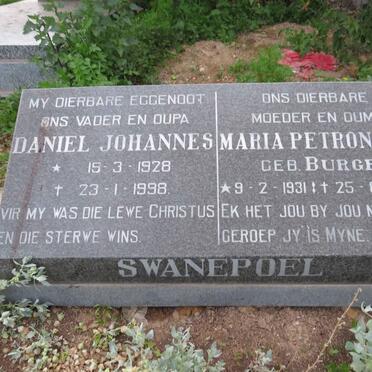 MY DIERBARE EGGENOOT
ONS VADER EN OUPA
DANIEL JOHANNES
* 15-3-1928
+ 23-1-1998
VIR MY WAS DIE LEWE CHRISTUS
EN DIE STERWE WINS.
ONS DIERBARE
MOEDER EN OUM
MARIA PETRON
GEB. BURGE
* 9-2-1931 + 25-
EK HET JOU BY JOU N
GEROEP JY IS MYNE.
SWANEPOEL